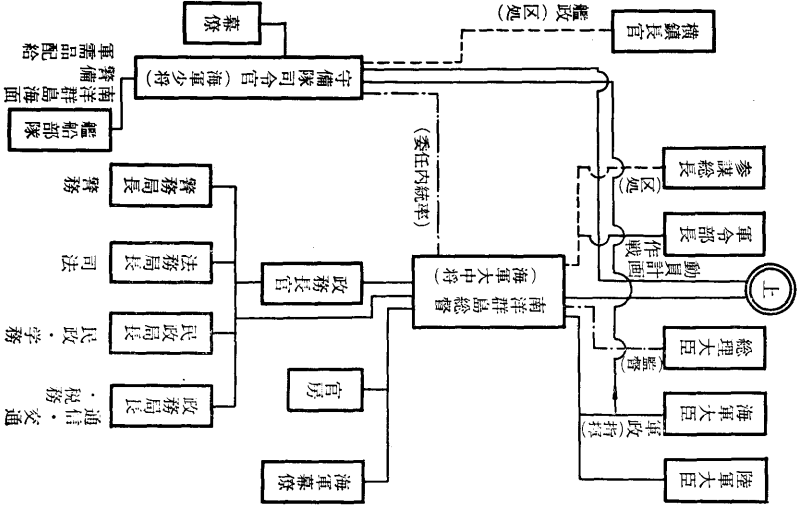 上
陸軍大臣
海軍大臣
軍政(指揮)
総理大臣
(監督)
動員計画
作戦
軍令部長
参謀総長
(区処)
横鎮長官
艦政(区処)
南洋群島総督
(海軍大中将)
(委任内統率)
海軍幕僚
官房
政務長官
政務局長
通信・交通
・税務
民政局長
民政・学務
法務局長
司法
警務局長
警務
守備隊司令官(海軍少将)
幕僚
軍需品配給
警備
南洋群島海面
艦船部隊